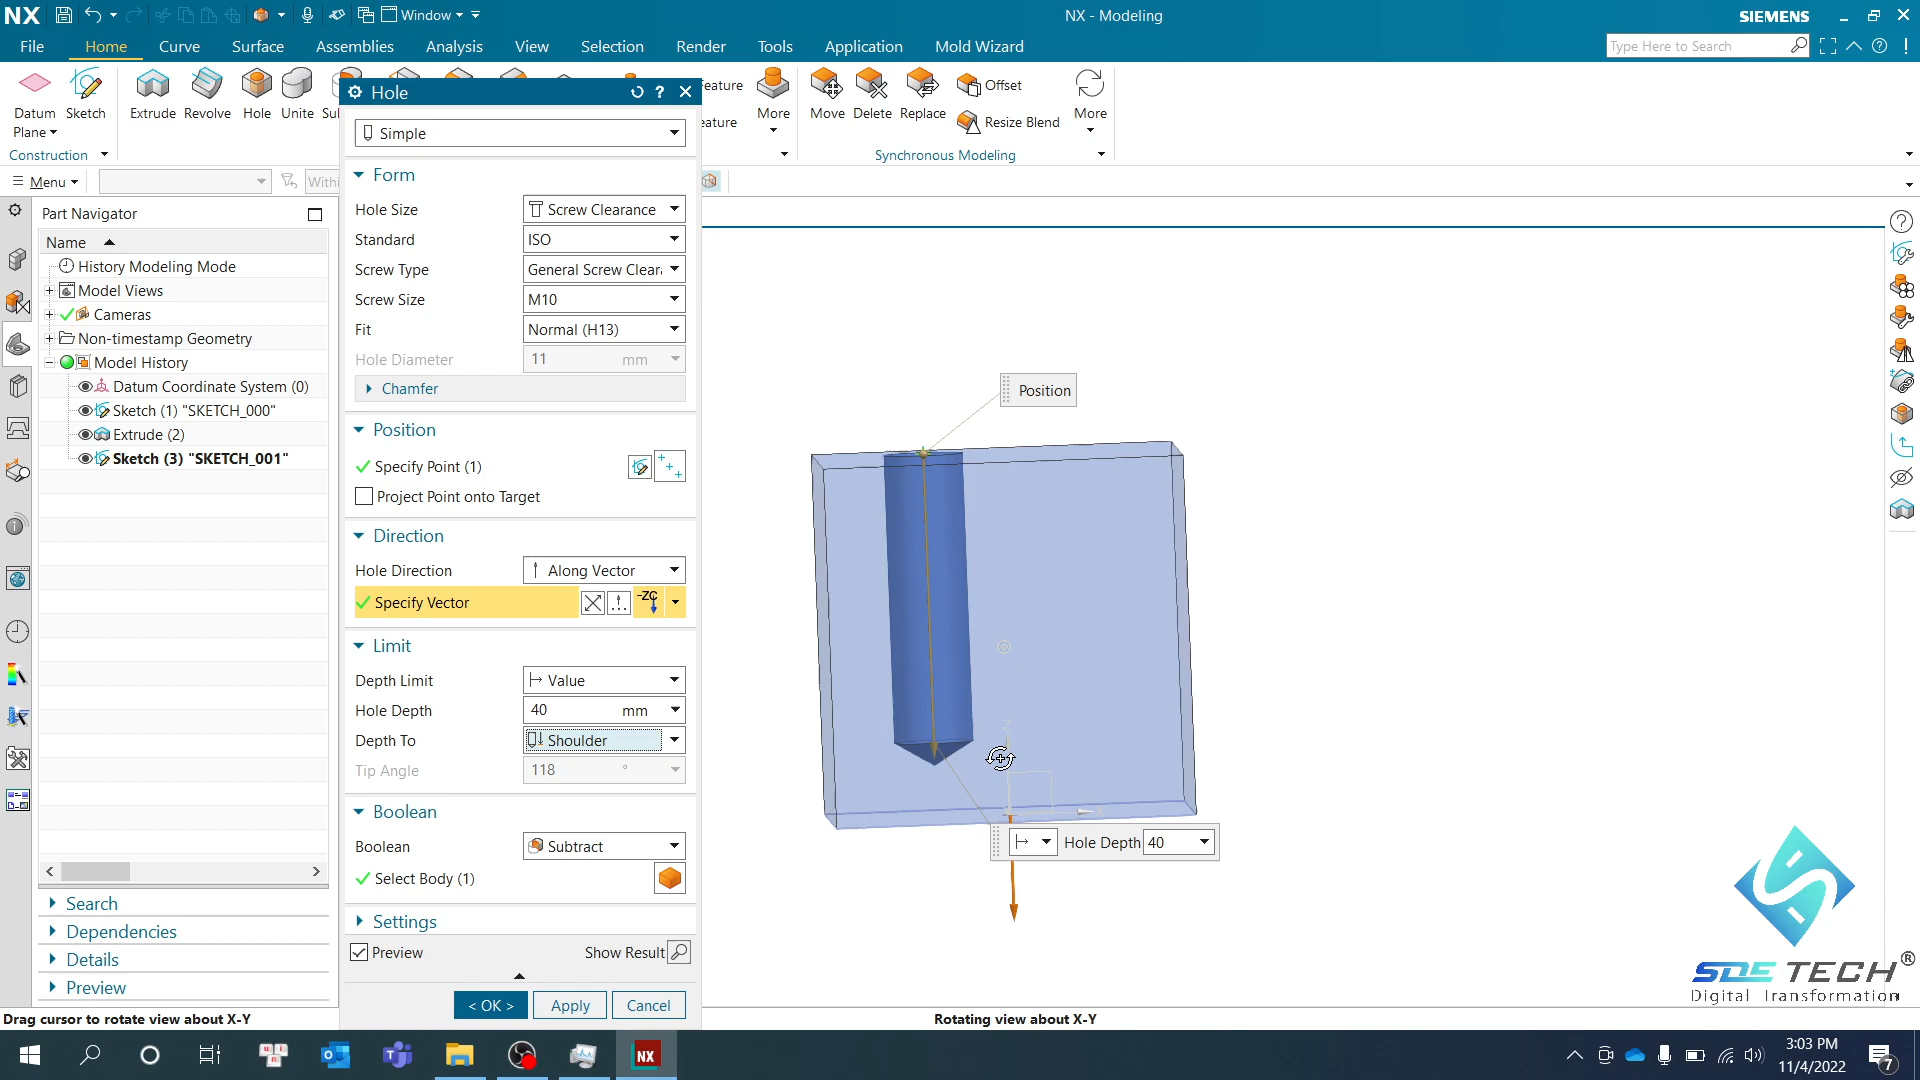 NX
Window
NX - Modeling
SIEMENS
File
Home
Curve
Surface
Assemblies
Analysis
View
Selection
Render
Tools
Application
Mold Wizard
Type Here to Search
Datum
Plane
Sketch
Extrude
Revolve
Hole
Unite
Su
eature
eature
More
Move
Delete
Replace
Offset
Resize Blend
More
Construction
Synchronous Modeling
Menu
Withi
Part Navigator
Name
History Modeling Mode
Model Views
Cameras
Non-timestamp Geometry
Model History
Datum Coordinate System (0)
Sketch (1) "SKETCH_000"
Extrude (2)
Sketch (3) "SKETCH_001"
Search
Dependencies
Details
Preview
Hole
Simple
Form
Hole Size
Screw Clearance
Standard
ISO
Screw Type
General Screw Clear
Screw Size
M10
Fit
Normal (H13)
Hole Diameter
11 mm
Chamfer
Position
Specify Point (1)
Project Point onto Target
Direction
Hole Direction
Along Vector
Specify Vector
-ZC
Limit
Depth Limit
Value
Hole Depth
40 mm
Depth To
Shoulder
Tip Angle
118 °
Boolean
Boolean
Subtract
Select Body (1)
Settings
Preview
Show Result
< OK >
Apply
Cancel
Position
Z
Hole Depth 40
SDE TECH®
Digital Transformation
Drag cursor to rotate view about X-Y
Rotating view about X-Y
NX
3:03 PM
11/4/2022
7